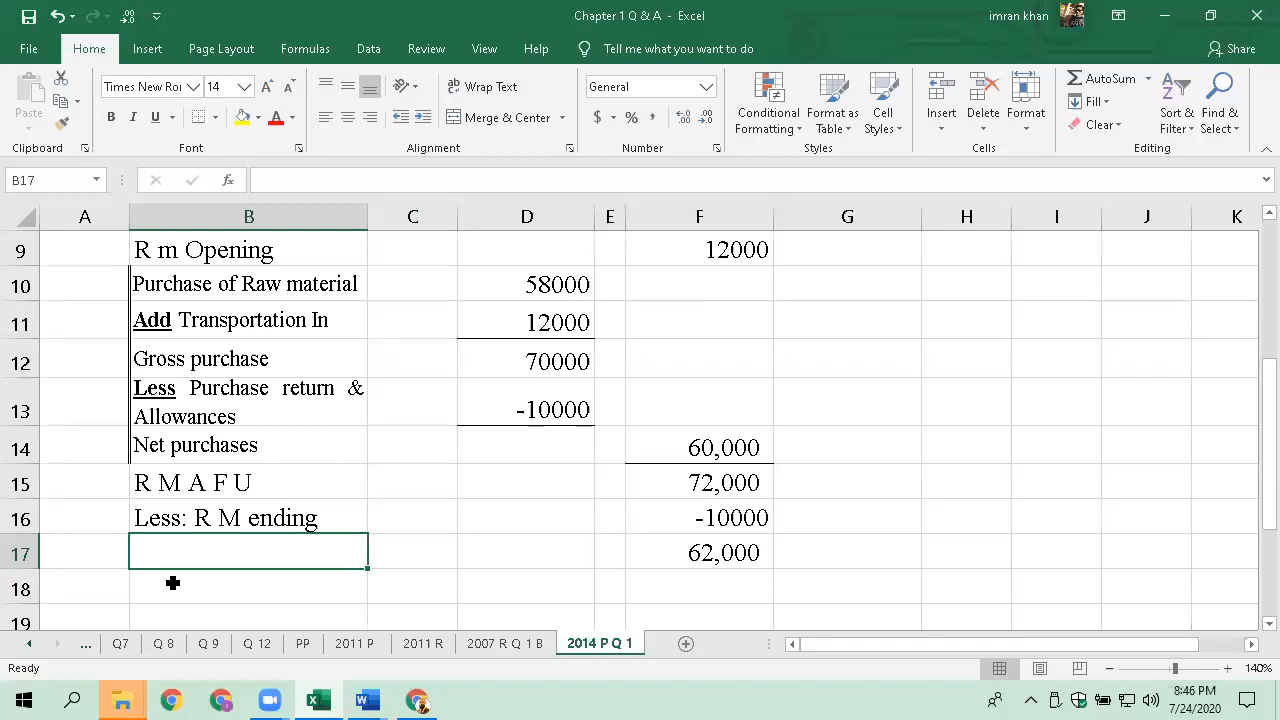 Chapter 1 Q & A - Excel
imran khan
File Home Insert Page Layout Formulas Data Review View Help Tell me what you want to do Share
Paste
Times New Roi 14
B I U
Wrap Text
Merge & Center
General
$ % ,
Conditional Formatting
Format as Table
Cell Styles
Insert Delete Format
AutoSum
Fill
Clear
Sort & Filter
Find & Select
Clipboard Font Alignment Number Styles Cells Editing
B17 fx
A B C D E F G H I J K
9 R m Opening 12000
10 Purchase of Raw material 58000
11 Add Transportation In 12000
12 Gross purchase 70000
Less Purchase return &
13 Allowances -10000
14 Net purchases 60,000
15 R M A F U 72,000
16 Less: R M ending -10000
17 62,000
18
19
... Q7 Q 8 Q 9 Q 12 PP 2011 P 2011 R 2007 R Q 1 B 2014 P Q 1
Ready 140%
8:46 PM
7/24/2020